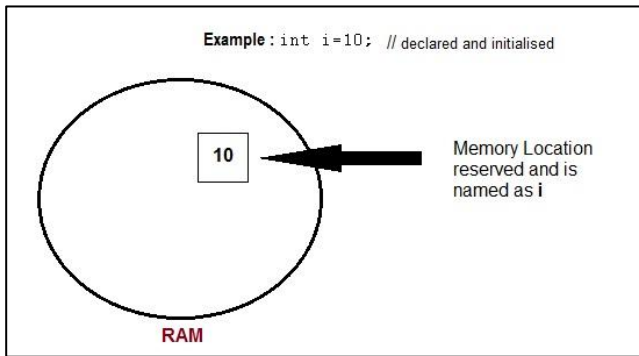 Example : int i=10; // declared and initialised
10
Memory Location
reserved and is
named as i
RAM